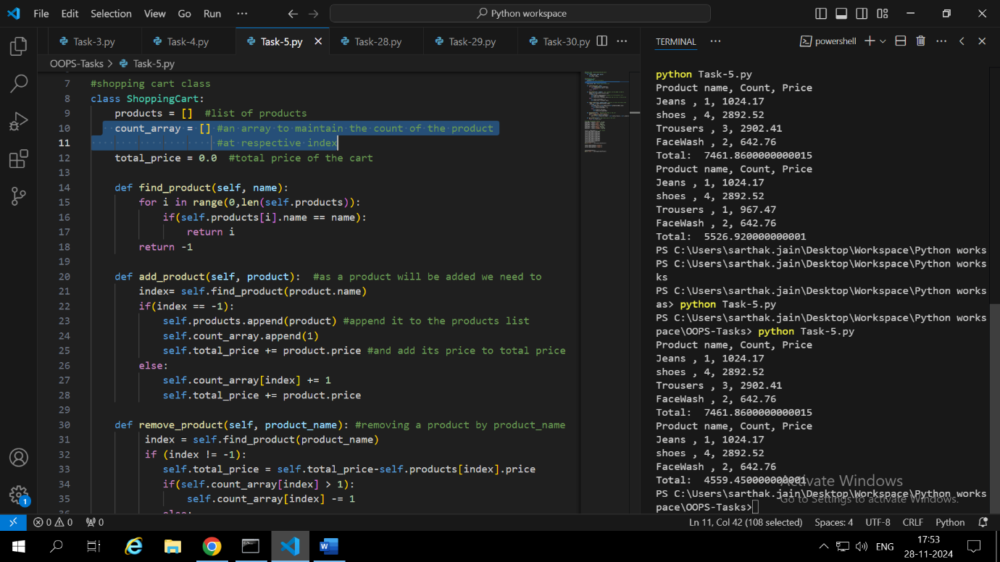 File Edit Selection View Go Run ··· Python workspace
Task-3.py Task-4.py Task-5.py Task-28.py Task-29.py Task-30.py
OOPS-Tasks > Task-5.py
7 #shopping cart class
8 class ShoppingCart:
9 products = [] #list of products
10 count_array = [] #an array to maintain the count of the product
11 #at respective index
12 total_price = 0.0 #total price of the cart
13
14 def find_product(self, name):
15 for i in range(0,len(self.products)):
16 if(self.products[i].name == name):
17 return i
18 return -1
19
20 def add_product(self, product): #as a product will be added we need to
21 index= self.find_product(product.name)
22 if(index == -1):
23 self.products.append(product) #append it to the products list
24 self.count_array.append(1)
25 self.total_price += product.price #and add its price to total price
26 else:
27 self.count_array[index] += 1
28 self.total_price += product.price
29
30 def remove_product(self, product_name): #removing a product by product_name
31 index = self.find_product(product_name)
32 if (index != -1):
33 self.total_price = self.total_price-self.products[index].price
34 if(self.count_array[index] > 1):
35 self.count_array[index] -= 1
TERMINAL ··· powershell
python Task-5.py
Product name, Count, Price
Jeans , 1, 1024.17
shoes , 4, 2892.52
Trousers , 3, 2902.41
FaceWash , 2, 642.76
Total: 7461.8600000000015
Product name, Count, Price
Jeans , 1, 1024.17
shoes , 4, 2892.52
Trousers , 1, 967.47
FaceWash , 2, 642.76
Total: 5526.920000000001
PS C:\Users\sarthak.jain\Desktop\Workspace\Python works
PS C:\Users\sarthak.jain\Desktop\Workspace\Python works
ks
PS C:\Users\sarthak.jain\Desktop\Workspace\Python works
as> python Task-5.py
PS C:\Users\sarthak.jain\Desktop\Workspace\Python works
pace\OOPS-Tasks> python Task-5.py
Product name, Count, Price
Jeans , 1, 1024.17
shoes , 4, 2892.52
Trousers , 3, 2902.41
FaceWash , 2, 642.76
Total: 7461.8600000000015
Product name, Count, Price
Jeans , 1, 1024.17
shoes , 4, 2892.52
FaceWash , 2, 642.76
Total: 4559.450000000001
PS C:\Users\sarthak.jain\Desktop\Workspace\Python works
pace\OOPS-Tasks>
Activate Windows
Go to Settings to activate Windows.
1
0 0 0 Ln 11, Col 42 (108 selected) Spaces: 4 UTF-8 CRLF Python
ENG
17:53
28-11-2024